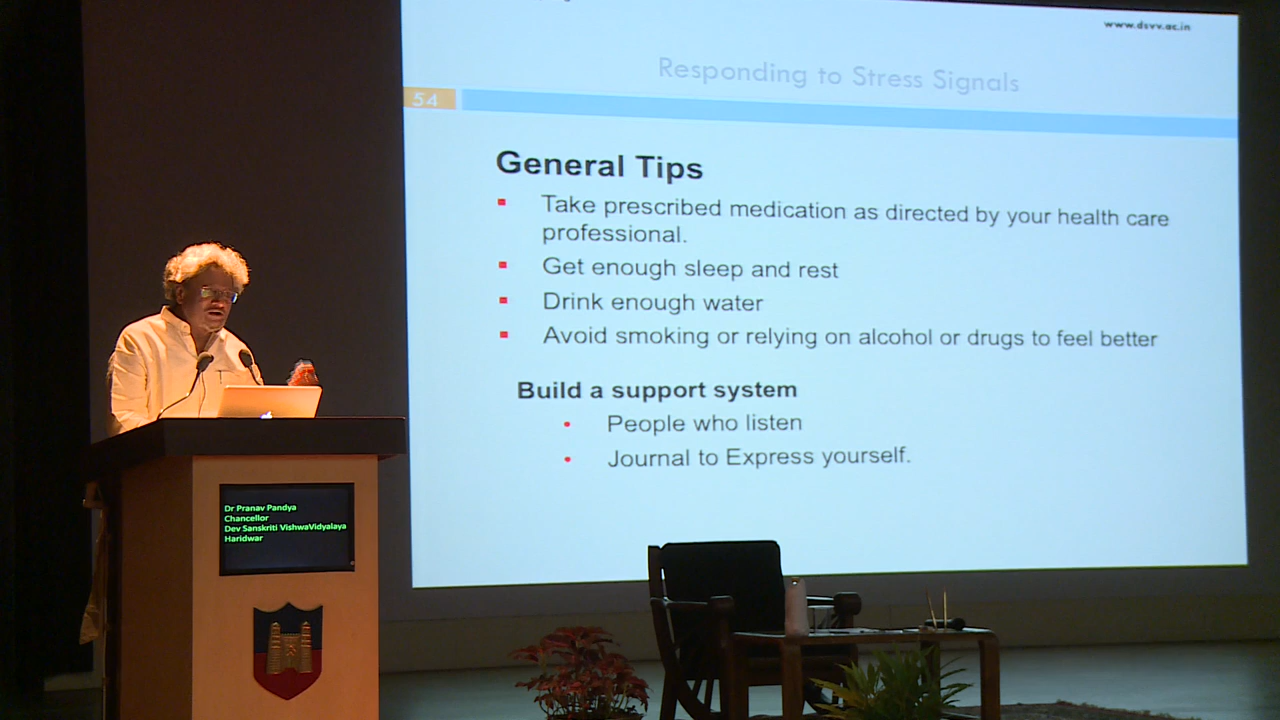 www.dsvv.ac.in
Responding to Stress Signals
54
General Tips
Take prescribed medication as directed by your health care
professional.
Get enough sleep and rest
Drink enough water
Avoid smoking or relying on alcohol or drugs to feel better
Build a support system
People who listen
Journal to Express yourself.
Dr Pranav Pandya
Chancellor
Dev Sanskriti VishwaVidyalaya
Haridwar